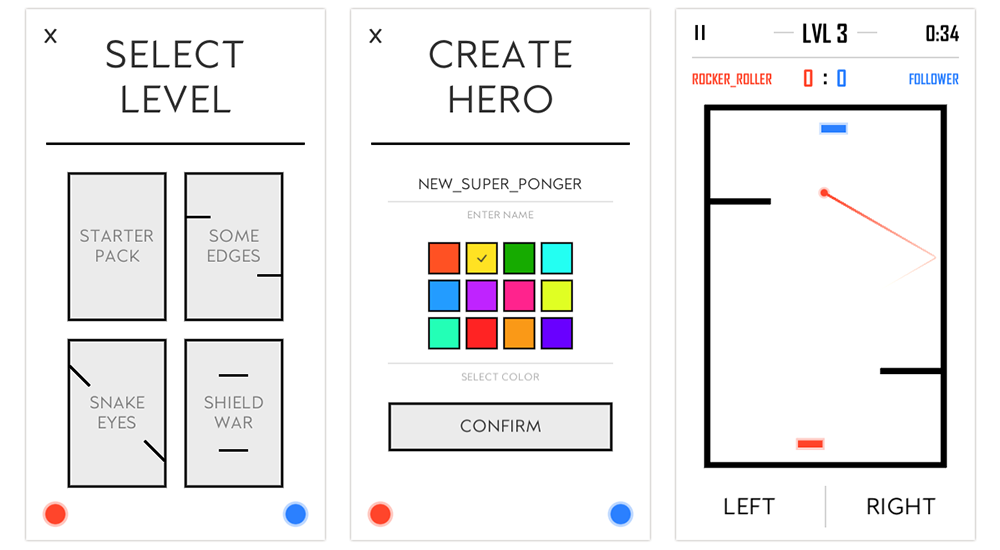 X
SELECT
LEVEL
STARTER
PACK
SOME
EDGES
SNAKE
EYES
SHIELD
WAR
X
CREATE
HERO
NEW_SUPER_PONGER
ENTER NAME
SELECT COLOR
CONFIRM
LVL 3
0:34
ROCKER_ROLLER
0 : 0
FOLLOWER
LEFT
RIGHT